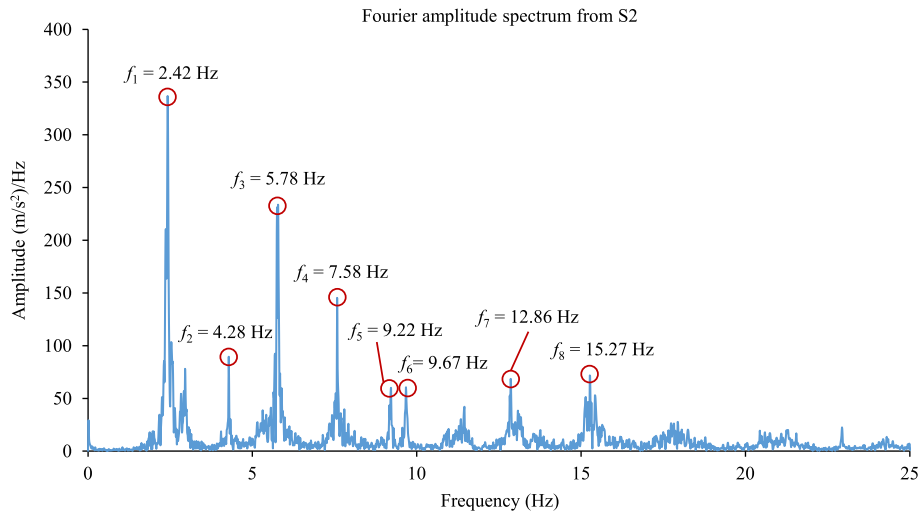 Fourier amplitude spectrum from S2
400
350
300
250
200
150
100
50
0
Amplitude (m/s²)/Hz
f₁ = 2.42 Hz
f₂ = 4.28 Hz
f₃ = 5.78 Hz
f₄ = 7.58 Hz
f₅ = 9.22 Hz
f₆= 9.67 Hz
f₇ = 12.86 Hz
f₈ = 15.27 Hz
0 5 10 15 20 25
Frequency (Hz)